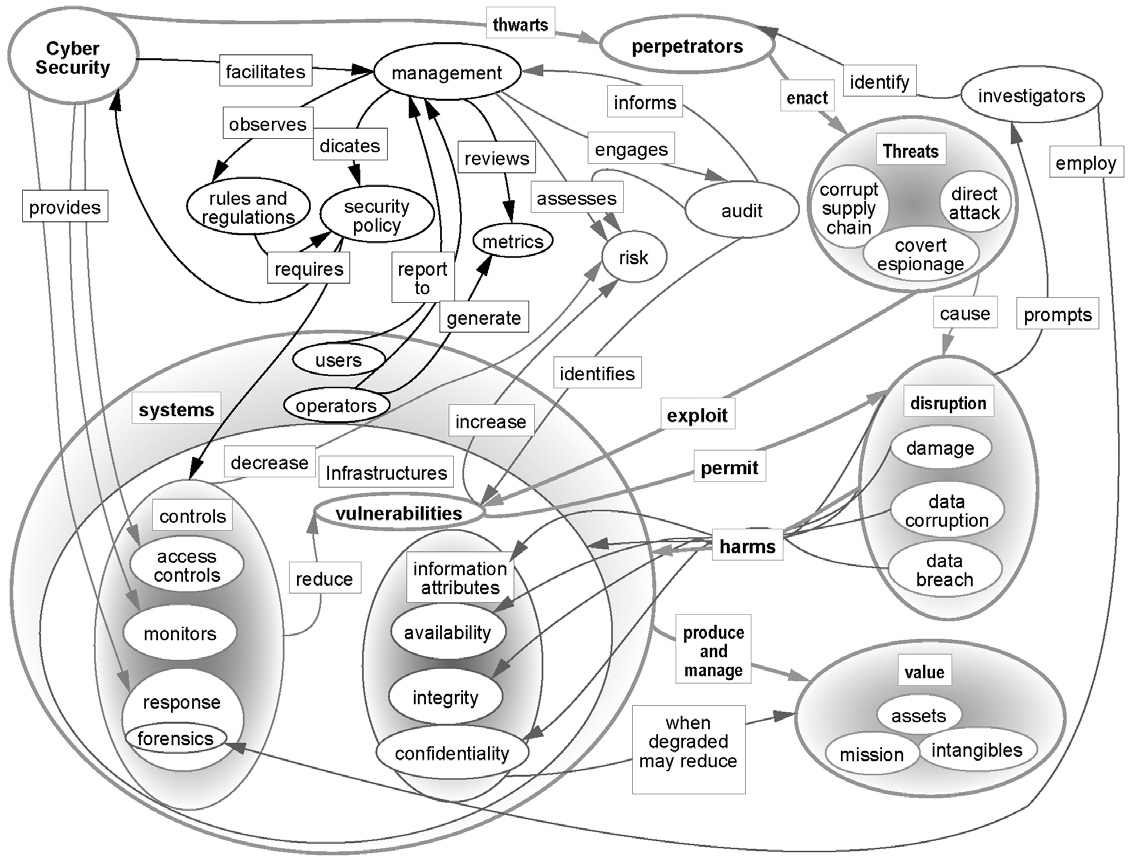 Cyber
Security
thwarts
perpetrators
facilitates
management
informs
enact
identify
investigators
observes
dicates
reviews
engages
Threats
employ
provides
rules and
regulations
security
policy
metrics
assesses
audit
corrupt
supply
chain
direct
attack
covert
espionage
requires
report
to
risk
generate
cause
prompts
users
operators
identifies
systems
increase
exploit
disruption
decrease
Infrastructures
permit
damage
controls
vulnerabilities
data
corruption
access
controls
reduce
information
attributes
harms
data
breach
monitors
availability
produce
and
manage
response
integrity
value
forensics
confidentiality
when
degraded
may reduce
assets
mission
intangibles